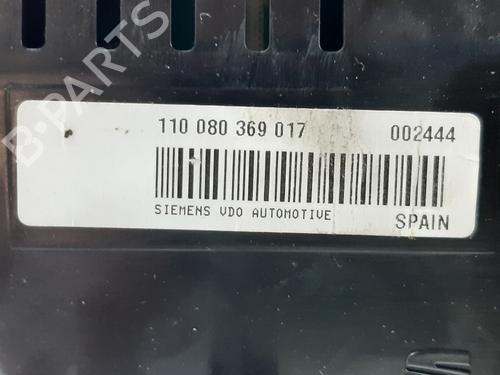 B-PARTS
110 080 369 017 002444
SIEMENS VDO AUTOMOTIVE SPAIN